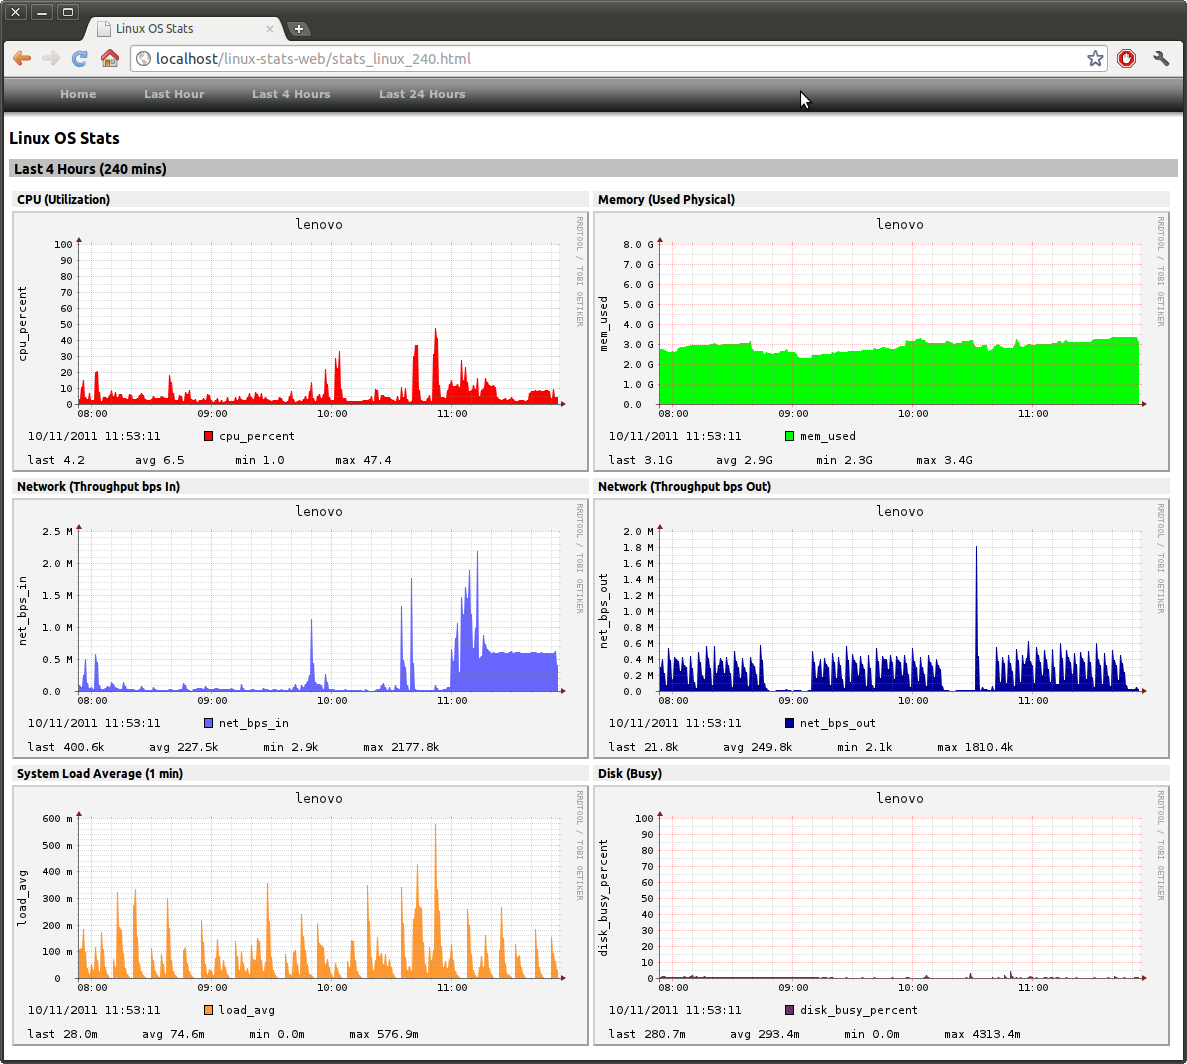 Linux OS Stats
localhost/linux-stats-web/stats_linux_240.html
Home Last Hour Last 4 Hours Last 24 Hours
Linux OS Stats
Last 4 Hours (240 mins)
CPU (Utilization)
lenovo
RRDTOOL / TOBI OETIKER
cpu_percent
100
90
80
70
60
50
40
30
20
10
0
08:00 09:00 10:00 11:00
10/11/2011 11:53:11 cpu_percent
last 4.2 avg 6.5 min 1.0 max 47.4
Memory (Used Physical)
lenovo
RRDTOOL / TOBI OETIKER
mem_used
8.0 G
7.0 G
6.0 G
5.0 G
4.0 G
3.0 G
2.0 G
1.0 G
0.0
08:00 09:00 10:00 11:00
10/11/2011 11:53:11 mem_used
last 3.1G avg 2.9G min 2.3G max 3.4G
Network (Throughput bps In)
lenovo
RRDTOOL / TOBI OETIKER
net_bps_in
2.5 M
2.0 M
1.5 M
1.0 M
0.5 M
0.0
08:00 09:00 10:00 11:00
10/11/2011 11:53:11 net_bps_in
last 400.6k avg 227.5k min 2.9k max 2177.8k
Network (Throughput bps Out)
lenovo
RRDTOOL / TOBI OETIKER
net_bps_out
2.0 M
1.8 M
1.6 M
1.4 M
1.2 M
1.0 M
0.8 M
0.6 M
0.4 M
0.2 M
0.0
08:00 09:00 10:00 11:00
10/11/2011 11:53:11 net_bps_out
last 21.8k avg 249.8k min 2.1k max 1810.4k
System Load Average (1 min)
lenovo
RRDTOOL / TOBI OETIKER
load_avg
600 m
500 m
400 m
300 m
200 m
100 m
0
08:00 09:00 10:00 11:00
10/11/2011 11:53:11 load_avg
last 28.0m avg 74.6m min 0.0m max 576.9m
Disk (Busy)
lenovo
RRDTOOL / TOBI OETIKER
disk_busy_percent
100
90
80
70
60
50
40
30
20
10
0
08:00 09:00 10:00 11:00
10/11/2011 11:53:11 disk_busy_percent
last 280.7m avg 293.4m min 0.0m max 4313.4m